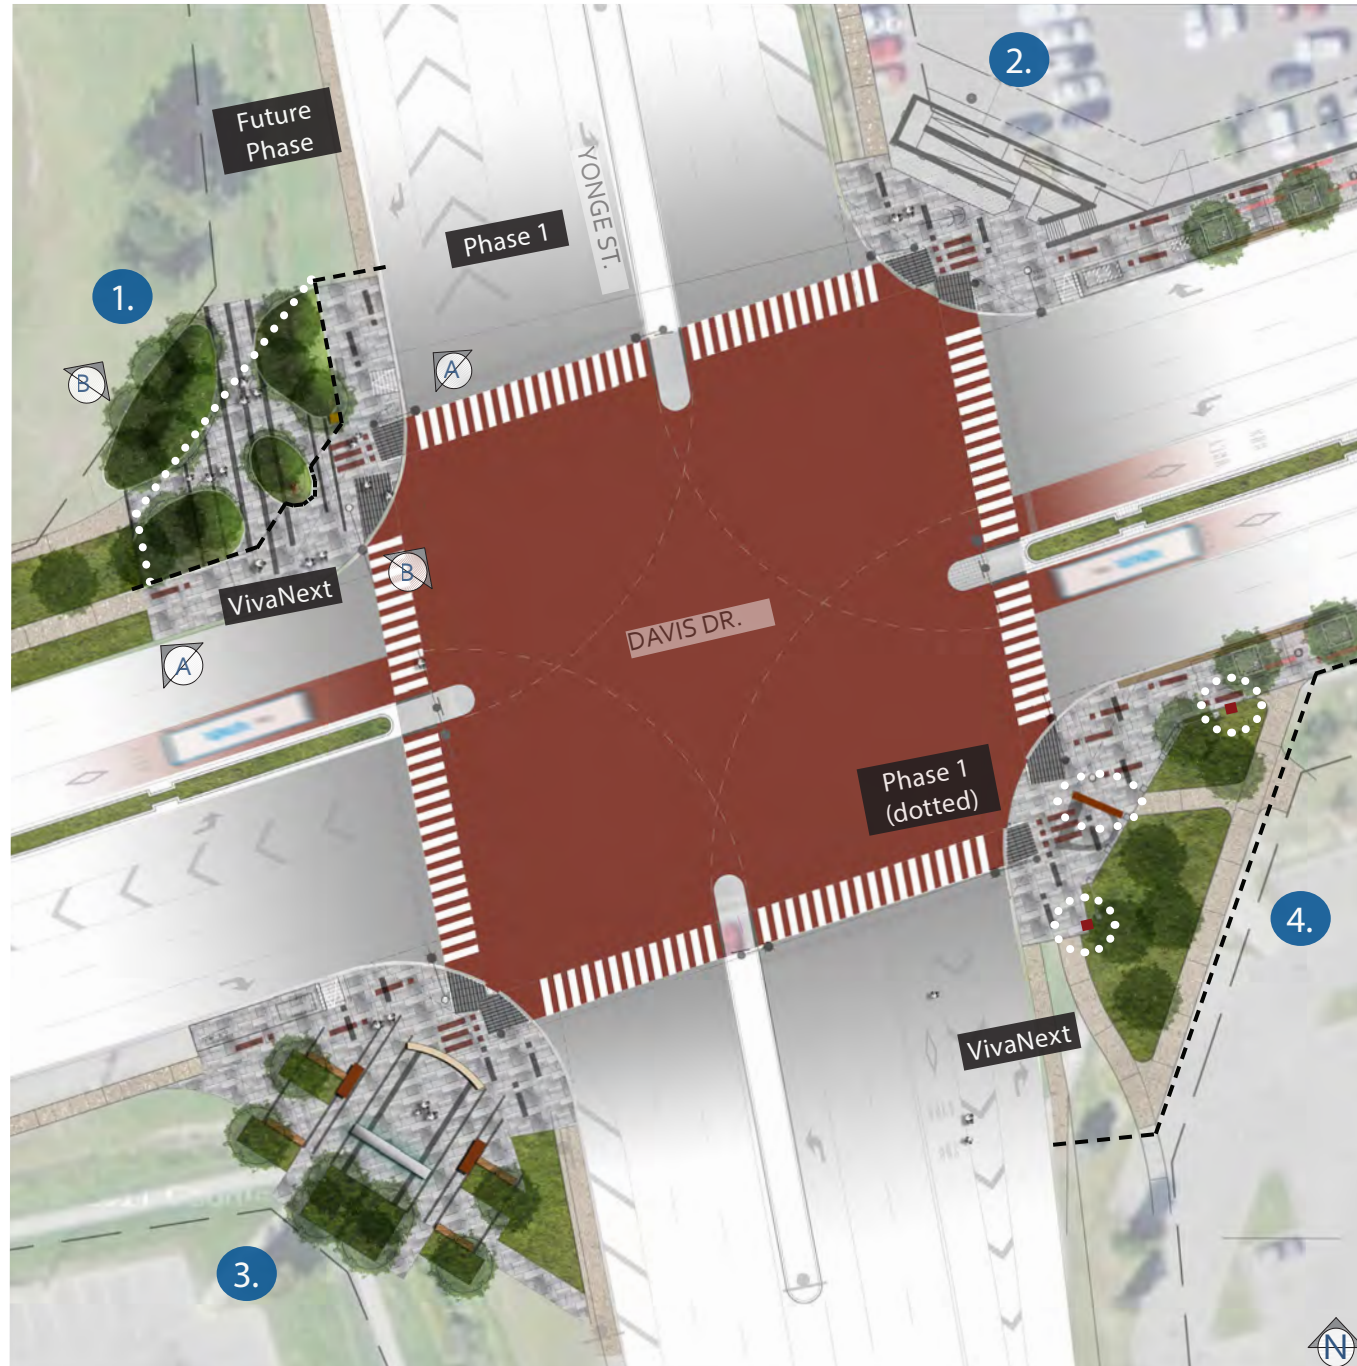 2.
Future
Phase
YONGE ST.
Phase 1
1.
A
B
B
VivaNext
DAVIS DR.
A
Phase 1
(dotted)
4.
VivaNext
3.
N